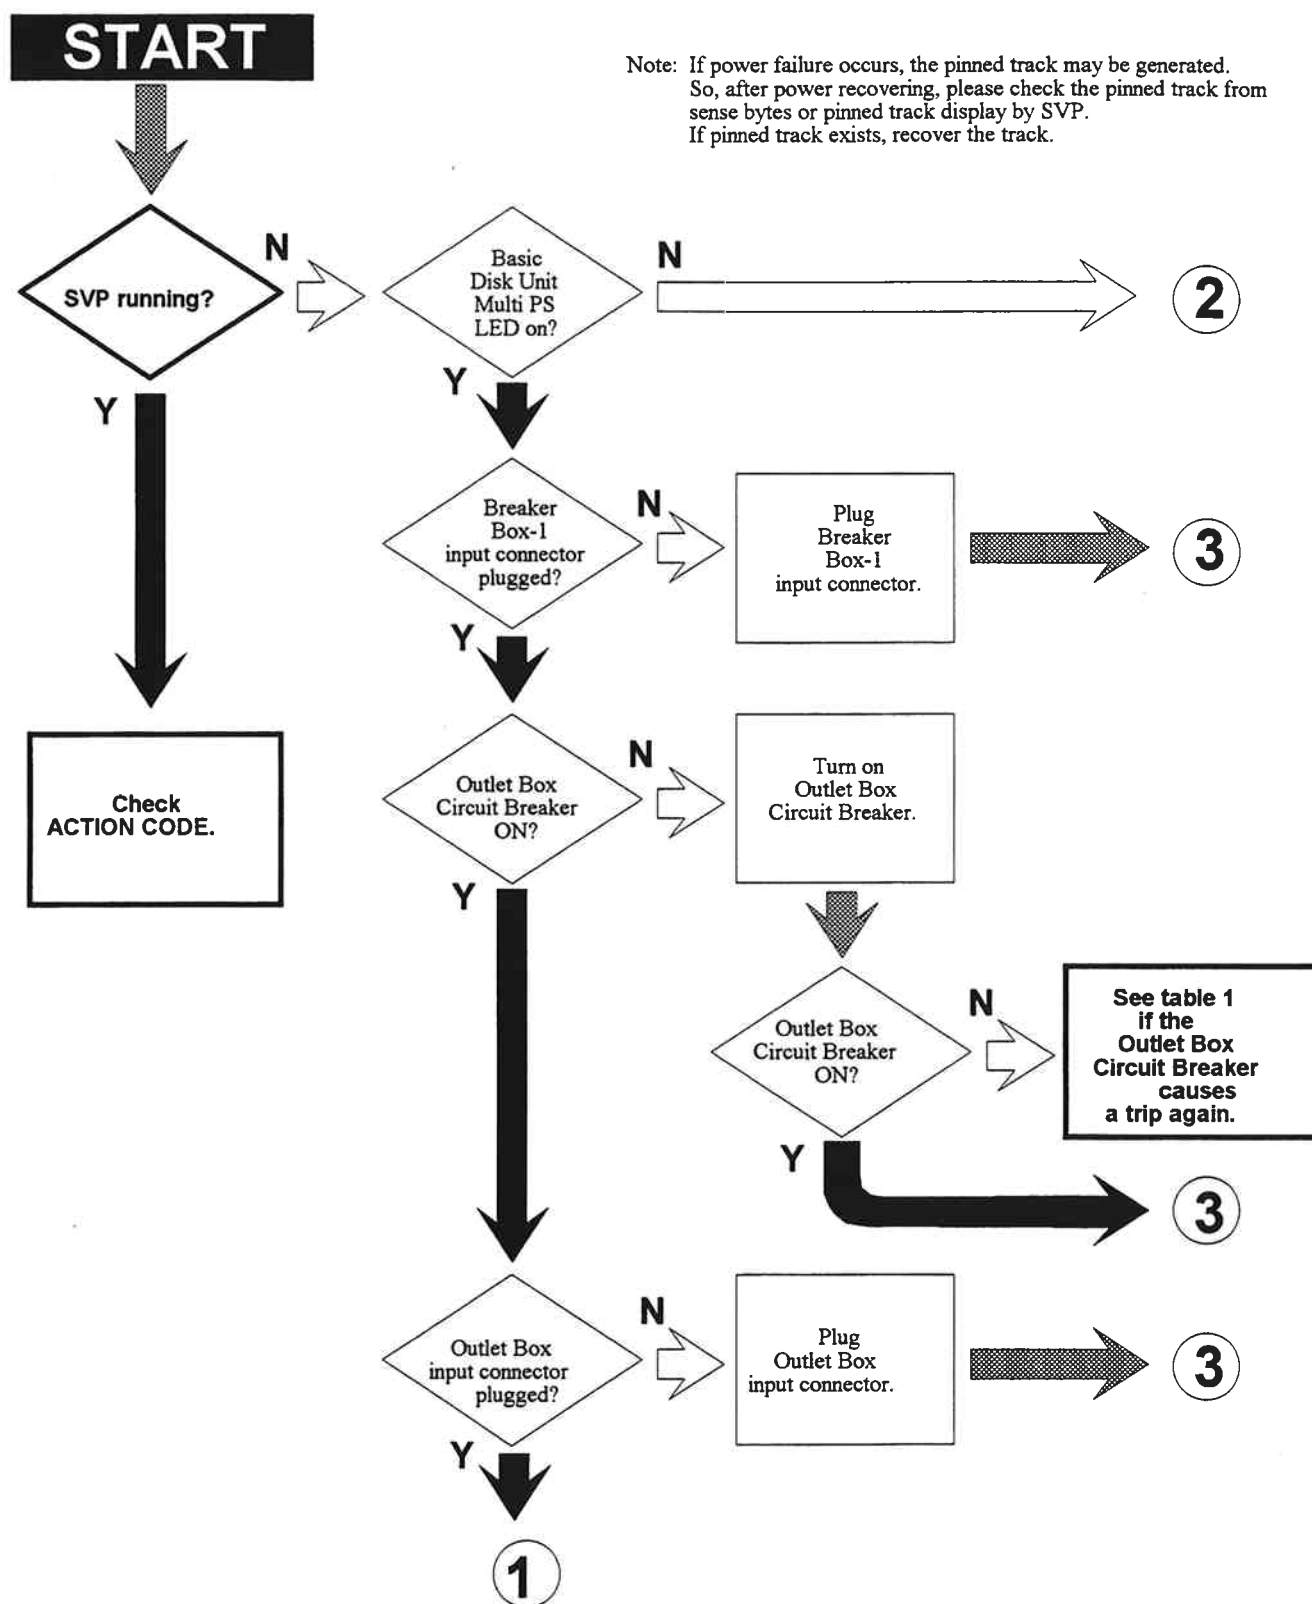 START
Note: If power failure occurs, the pinned track may be generated.
So, after power recovering, please check the pinned track from
sense bytes or pinned track display by SVP.
If pinned track exists, recover the track.
SVP running?
N
Y
Basic
Disk Unit
Multi PS
LED on?
N
2
Y
Breaker
Box-1
input connector
plugged?
N
Plug
Breaker
Box-1
input connector.
3
Y
Check
ACTION CODE.
Outlet Box
Circuit Breaker
ON?
N
Turn on
Outlet Box
Circuit Breaker.
Y
Outlet Box
Circuit Breaker
ON?
N
See table 1
if the
Outlet Box
Circuit Breaker
causes
a trip again.
Y
3
Outlet Box
input connector
plugged?
N
Plug
Outlet Box
input connector.
3
Y
1